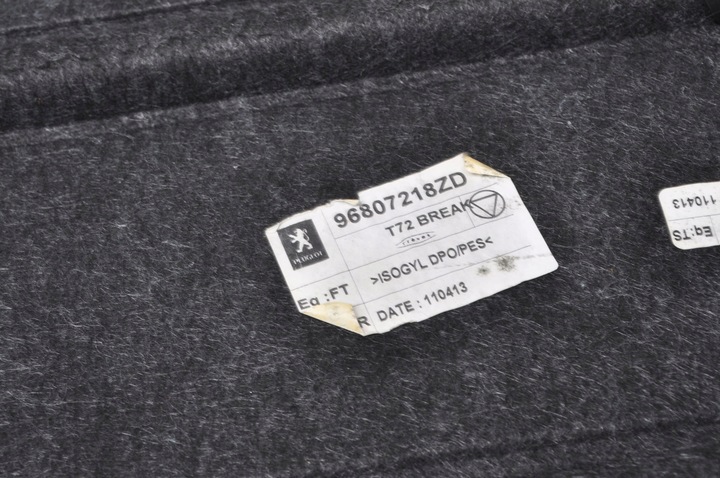 96807218ZD
T72 BREAK
PEUGEOT
>ISOGYL DPO/PES<
Eq :FT
R DATE : 110413
Eq:TS
110413